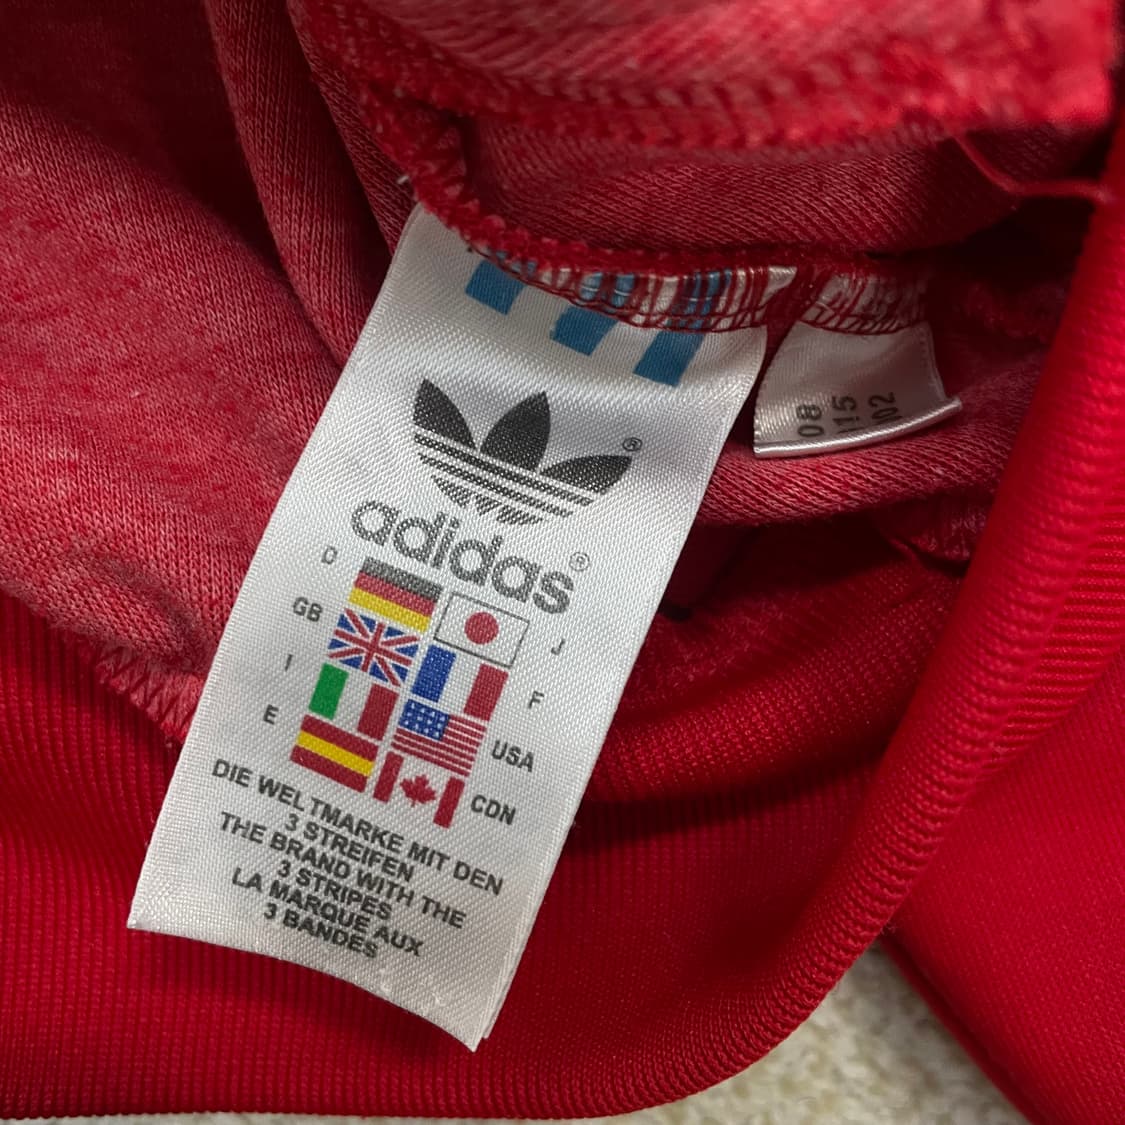 08
115
02
®
adidas®
D
GB
J
I
F
E
USA
CDN
DIE WELTMARKE MIT DEN
3 STREIFEN
THE BRAND WITH THE
3 STRIPES
LA MARQUE AUX
3 BANDES